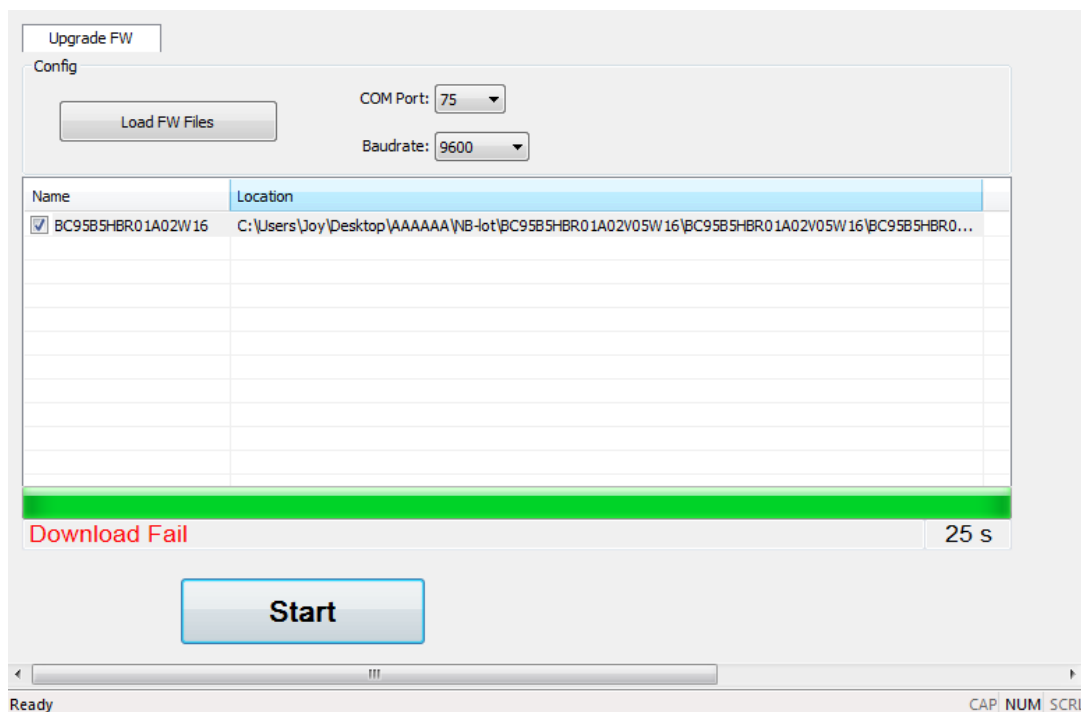 Upgrade FW
Config
Load FW Files
COM Port: 75
Baudrate: 9600
Name Location
BC95B5HBR01A02W16 C:\Users\Joy\Desktop\AAAAAA\NB-lot\BC95B5HBR01A02V05W16\BC95B5HBR01A02V05W16\BC95B5HBR0...
Download Fail 25 s
Start
Ready CAP NUM SCRL